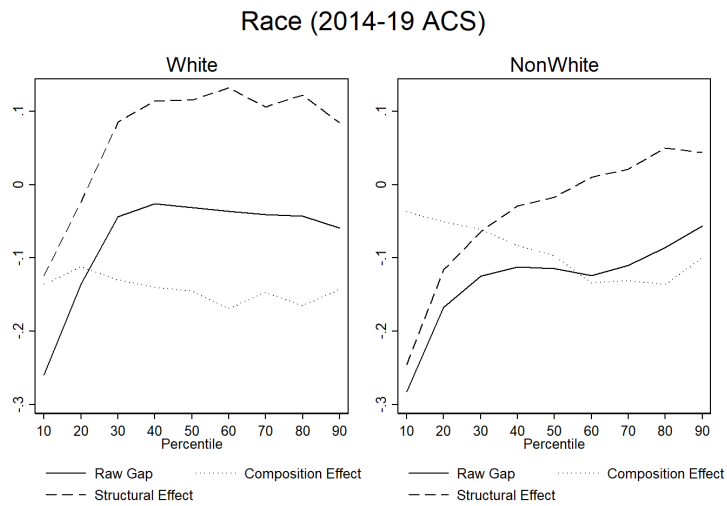 Race (2014-19 ACS)
White
.1
0
-.1
-.2
-.3
10 20 30 40 50 60 70 80 90
Percentile
Raw Gap Composition Effect
Structural Effect
NonWhite
.1
0
-.1
-.2
-.3
10 20 30 40 50 60 70 80 90
Percentile
Raw Gap Composition Effect
Structural Effect